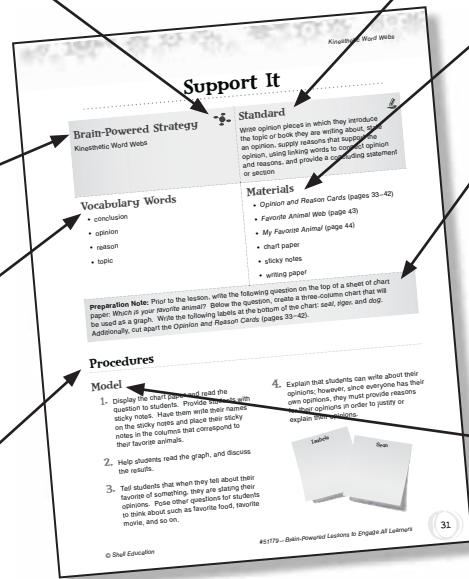 Kinesthetic Word Webs
Support It
Brain-Powered Strategy
Kinesthetic Word Webs
Standard
Write opinion pieces in which they introduce
the topic or book they are writing about, state
an opinion, supply reasons that support the
opinion, using linking words to connect opinion
and reasons, and provide a concluding statement
or section
Vocabulary Words
• conclusion
• opinion
• reason
• topic
Materials
• Opinion and Reason Cards (pages 33–42)
• Favorite Animal Web (page 43)
• My Favorite Animal (page 44)
• chart paper
• sticky notes
• writing paper
Preparation Note: Prior to the lesson, write the following question on the top of a sheet of chart
paper: Which is your favorite animal? Below the question, create a three-column chart that will
be used as a graph. Write the following labels at the bottom of the chart: seal, tiger, and dog.
Additionally, cut apart the Opinion and Reason Cards (pages 33–42).
Procedures
Model
1. Display the chart paper and read the
question to students. Provide students with
sticky notes. Have them write their names
on the sticky notes and place their sticky
notes in the columns that correspond to
their favorite animals.
2. Help students read the graph, and discuss
the results.
3. Tell students that when they tell about their
favorite of something, they are stating their
opinions. Pose other questions for students
to think about such as favorite food, favorite
movie, and so on.
4. Explain that students can write about their
opinions; however, since everyone has their
own opinions, they must provide reasons
for their opinions in order to justify or
explain their opinions.
Isabela
Sean
© Shell Education
#51179—Brain-Powered Lessons to Engage All Learners
31